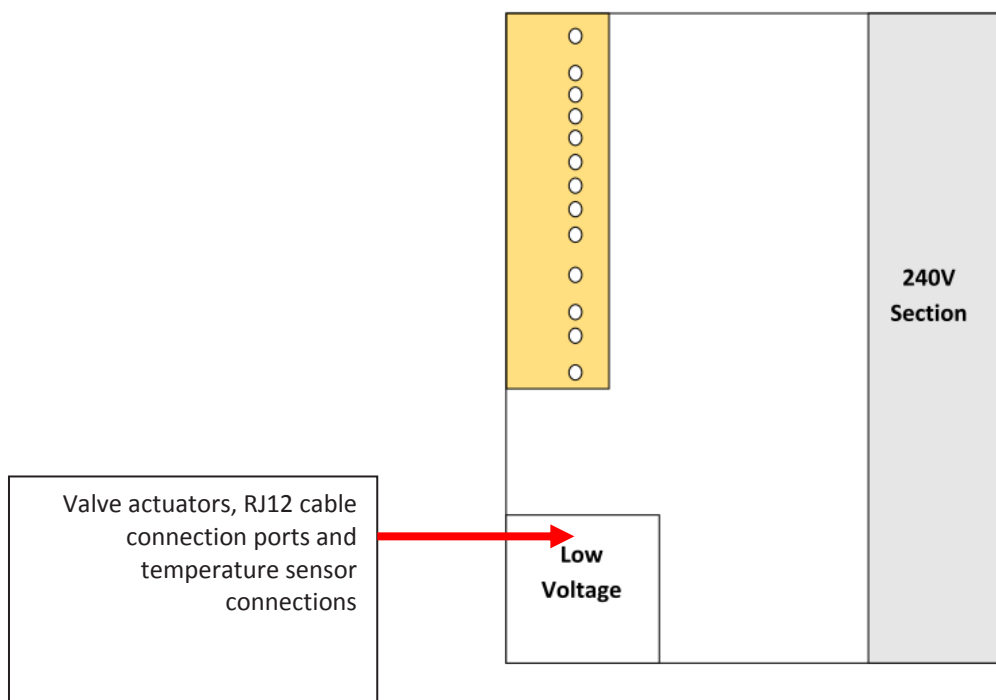 240V
Section
Valve actuators, RJ12 cable
connection ports and
temperature sensor
connections
Low
Voltage